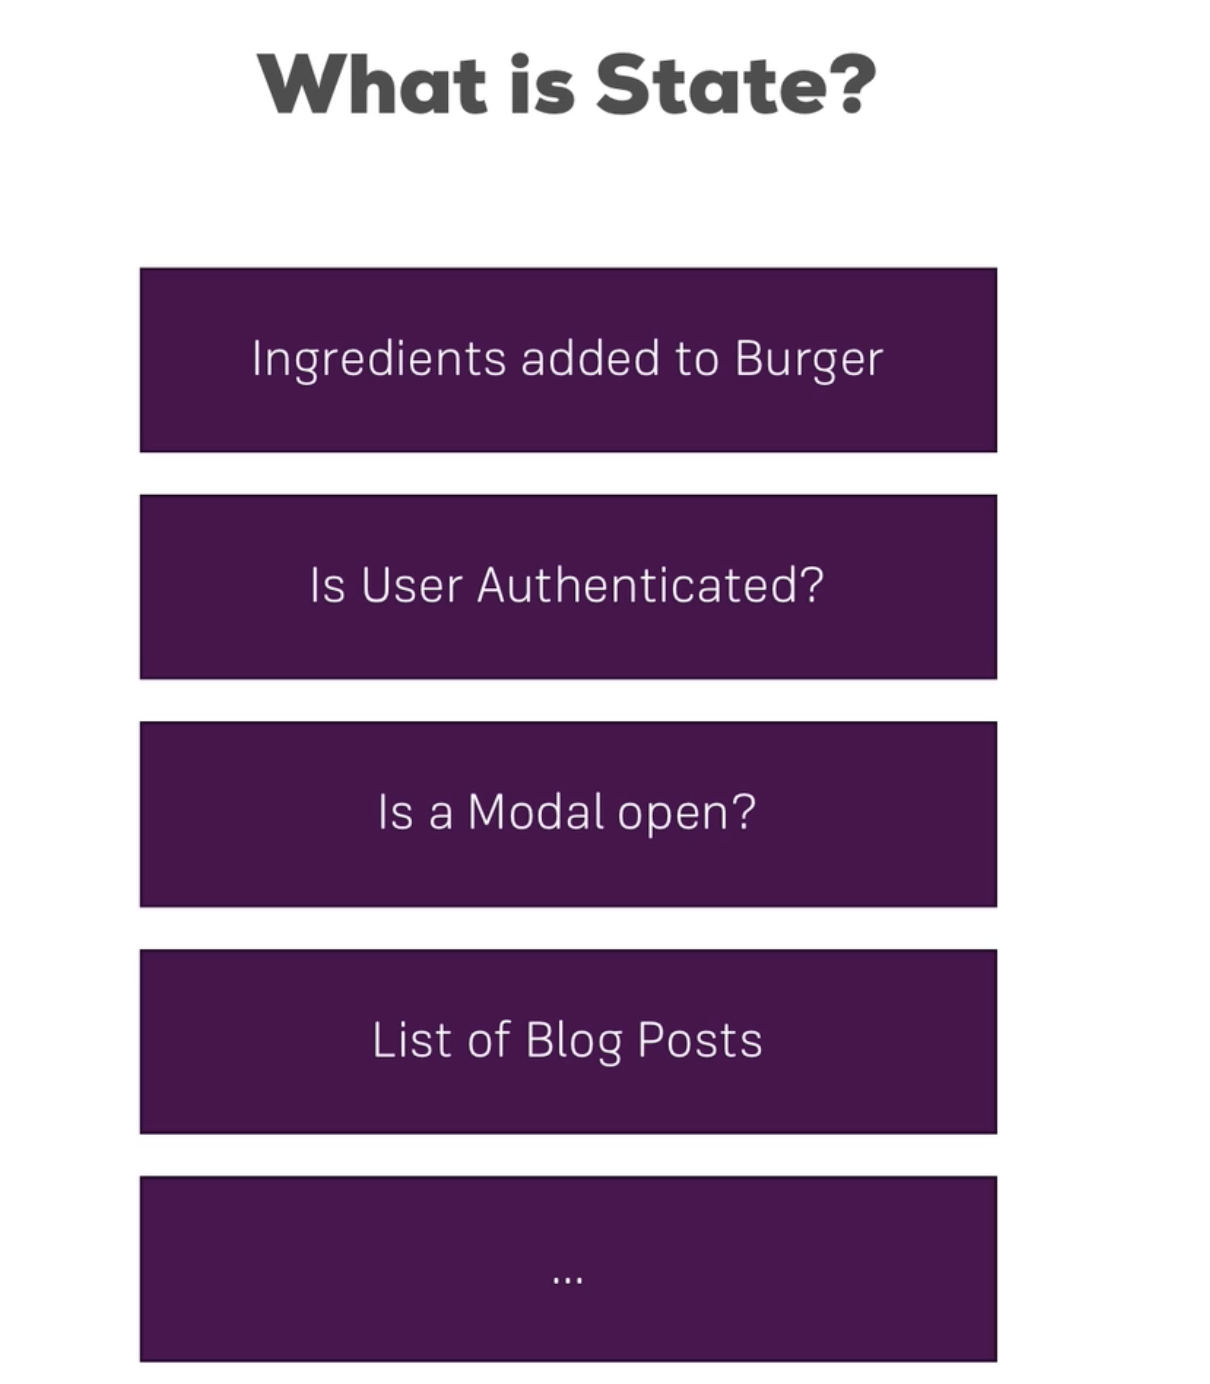 What is State?
Ingredients added to Burger
Is User Authenticated?
Is a Modal open?
List of Blog Posts
...